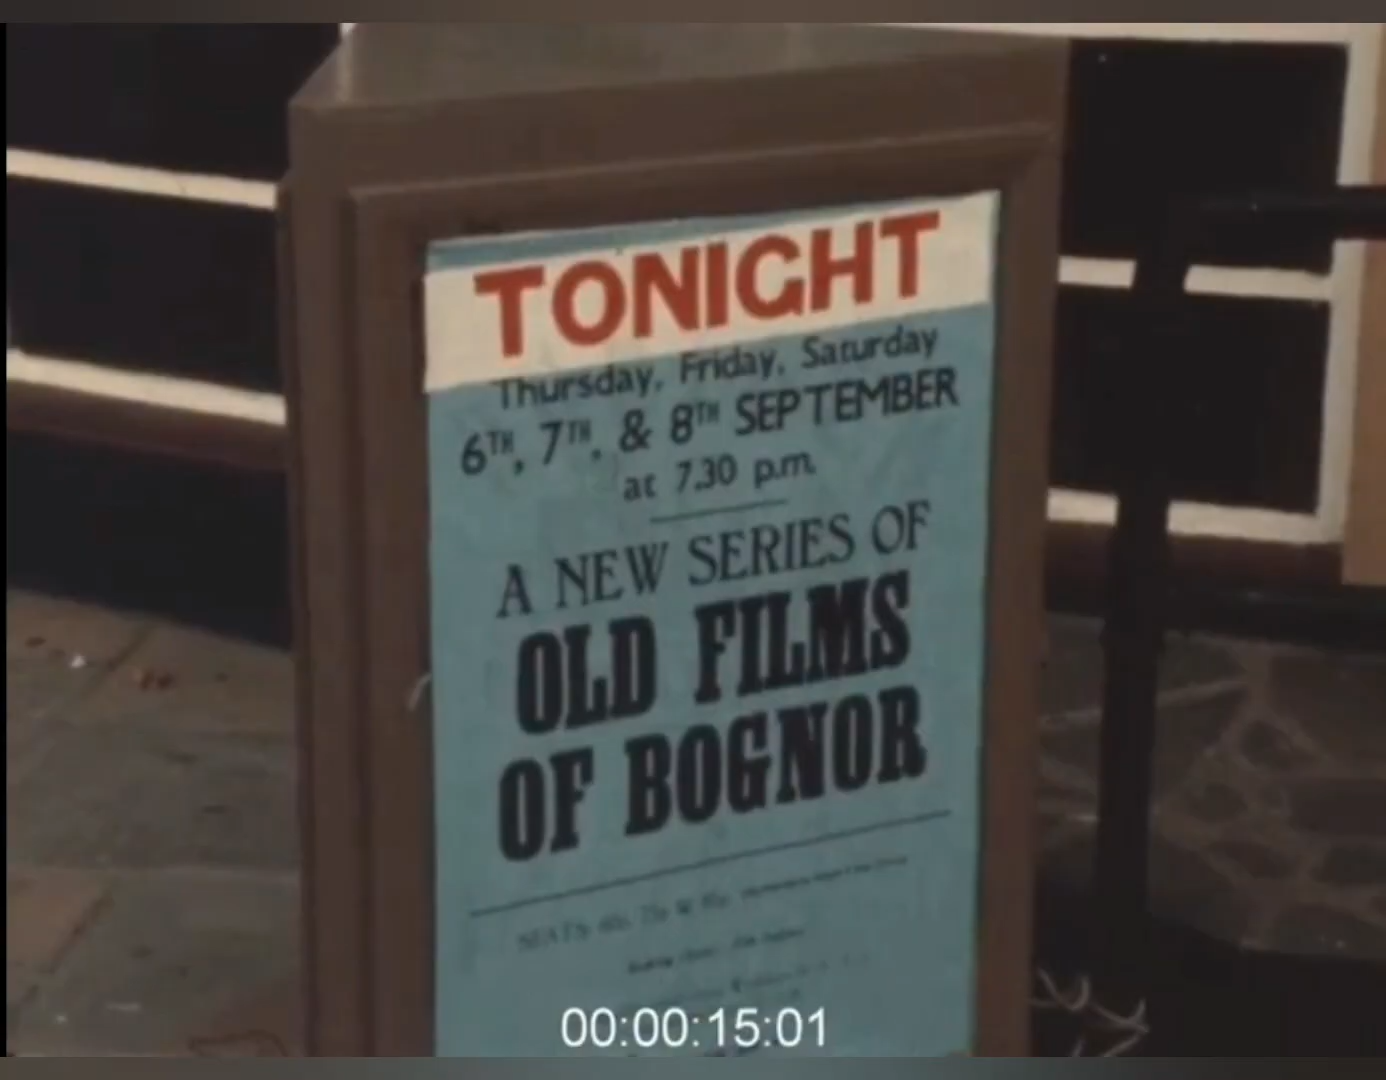 TONIGHT
Thursday, Friday, Saturday
6TH, 7TH, & 8TH SEPTEMBER
at 7.30 p.m.
A NEW SERIES OF
OLD FILMS
OF BOGNOR
SEATS
00:00:15:01